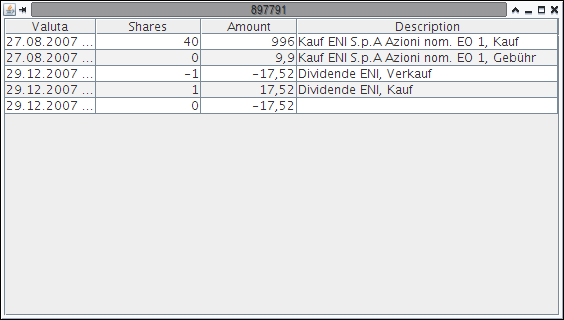 897791
Valuta Shares Amount Description
27.08.2007 ... 40 996 Kauf ENI S.p.A Azioni nom. EO 1, Kauf
27.08.2007 ... 0 9,9 Kauf ENI S.p.A Azioni nom. EO 1, Gebühr
29.12.2007 ... −1 −17,52 Dividende ENI, Verkauf
29.12.2007 ... 1 17,52 Dividende ENI, Kauf
29.12.2007 ... 0 −17,52